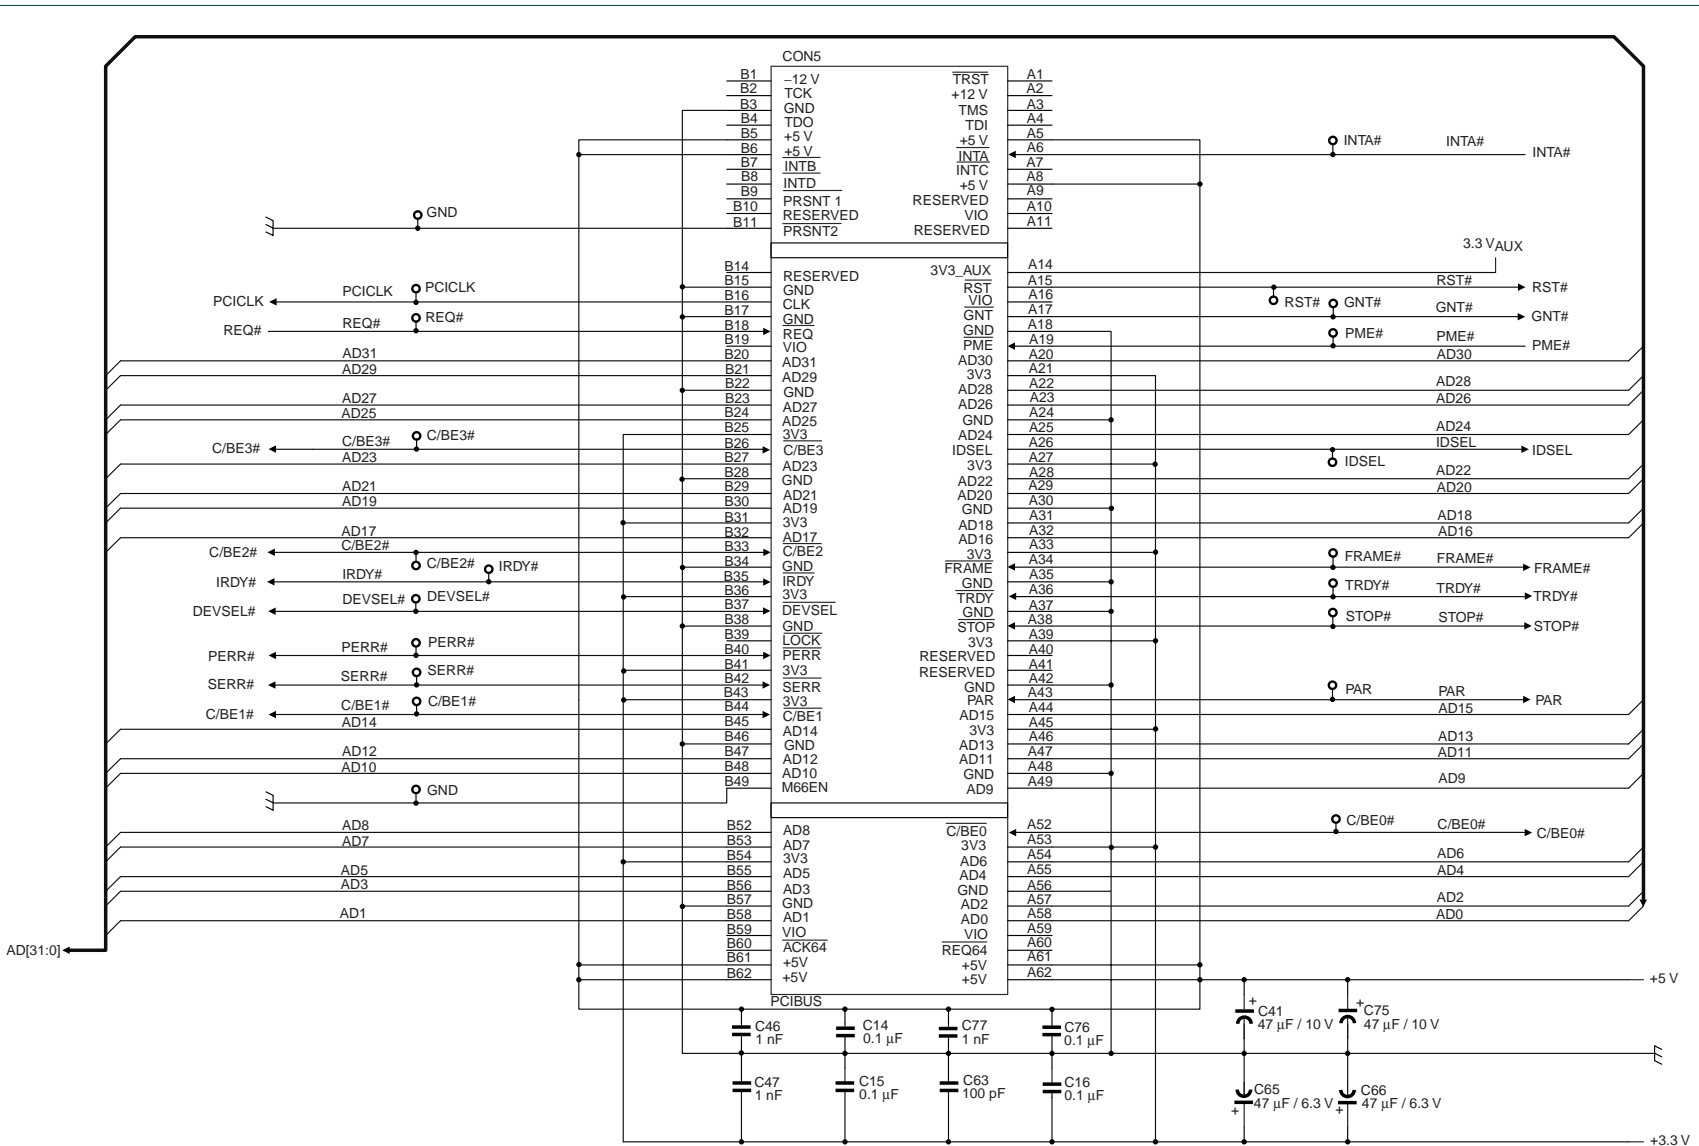 CON5
B1 –12 V TRST A1
B2 TCK +12 V A2
B3 GND TMS A3
B4 TDO TDI A4
B5 +5 V +5 V A5
B6 +5 V INTA A6 INTA# INTA# INTA#
B7 INTB INTC A7
B8 INTD +5 V A8
B9 PRSNT 1 RESERVED A9
B10 RESERVED VIO A10
GND B11 PRSNT2 RESERVED A11
3.3 VAUX
B14 RESERVED 3V3_AUX A14
B15 GND RST A15 RST# RST# RST#
PCICLK PCICLK PCICLK B16 CLK VIO A16
B17 GND GNT A17 GNT# GNT# GNT#
REQ# REQ# REQ# B18 REQ GND A18
B19 VIO PME A19 PME# PME# PME#
AD31 B20 AD31 AD30 A20 AD30
AD29 B21 AD29 3V3 A21
B22 GND AD28 A22 AD28
AD27 B23 AD27 AD26 A23 AD26
AD25 B24 AD25 GND A24
B25 3V3 AD24 A25 AD24
C/BE3# C/BE3# C/BE3# B26 C/BE3 IDSEL A26 IDSEL IDSEL IDSEL
AD23 B27 AD23 3V3 A27
B28 GND AD22 A28 AD22
AD21 B29 AD21 AD20 A29 AD20
AD19 B30 AD19 GND A30
B31 3V3 AD18 A31 AD18
AD17 B32 AD17 AD16 A32 AD16
C/BE2# C/BE2# C/BE2# B33 C/BE2 3V3 A33
B34 GND FRAME A34 FRAME# FRAME# FRAME#
IRDY# IRDY# IRDY# B35 IRDY GND A35
B36 3V3 TRDY A36 TRDY# TRDY# TRDY#
DEVSEL# DEVSEL# DEVSEL# B37 DEVSEL GND A37
B38 GND STOP A38 STOP# STOP# STOP#
B39 LOCK 3V3 A39
PERR# PERR# PERR# B40 PERR RESERVED A40
B41 3V3 RESERVED A41
SERR# SERR# SERR# B42 SERR GND A42
B43 3V3 PAR A43 PAR PAR PAR
C/BE1# C/BE1# C/BE1# B44 C/BE1 AD15 A44 AD15
AD14 B45 AD14 3V3 A45
B46 GND AD13 A46 AD13
AD12 B47 AD12 AD11 A47 AD11
AD10 B48 AD10 GND A48
GND B49 M66EN AD9 A49 AD9
AD8 B52 AD8 C/BE0 A52 C/BE0# C/BE0# C/BE0#
AD7 B53 AD7 3V3 A53
B54 3V3 AD6 A54 AD6
AD5 B55 AD5 AD4 A55 AD4
AD3 B56 AD3 GND A56
B57 GND AD2 A57 AD2
AD1 B58 AD1 AD0 A58 AD0
B59 VIO VIO A59
AD[31:0] B60 ACK64 REQ64 A60
B61 +5V +5V A61
B62 +5V +5V A62 +5 V
PCIBUS
C46 C14 C77 C76 + C41 + C75
1 nF 0.1 µF 1 nF 0.1 µF 47 µF / 10 V 47 µF / 10 V
C47 C15 C63 C16 C65 C66
1 nF 0.1 µF 100 pF 0.1 µF + 47 µF / 6.3 V + 47 µF / 6.3 V
+3.3 V